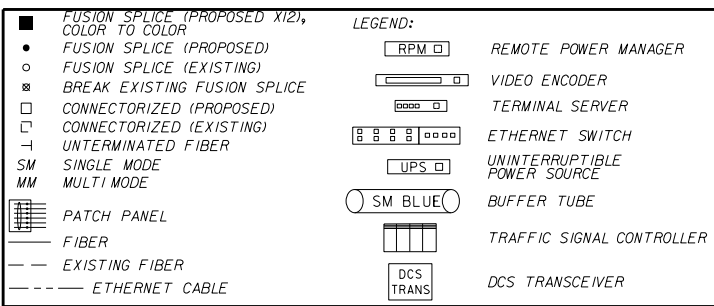 FUSION SPLICE (PROPOSED X12),
COLOR TO COLOR
FUSION SPLICE (PROPOSED)
FUSION SPLICE (EXISTING)
BREAK EXISTING FUSION SPLICE
CONNECTORIZED (PROPOSED)
CONNECTORIZED (EXISTING)
UNTERMINATED FIBER
SM SINGLE MODE
MM MULTIMODE
PATCH PANEL
FIBER
EXISTING FIBER
ETHERNET CABLE
LEGEND:
RPM REMOTE POWER MANAGER
VIDEO ENCODER
TERMINAL SERVER
ETHERNET SWITCH
UPS UNINTERRUPTIBLE
POWER SOURCE
SM BLUE BUFFER TUBE
TRAFFIC SIGNAL CONTROLLER
DCS
TRANS DCS TRANSCEIVER